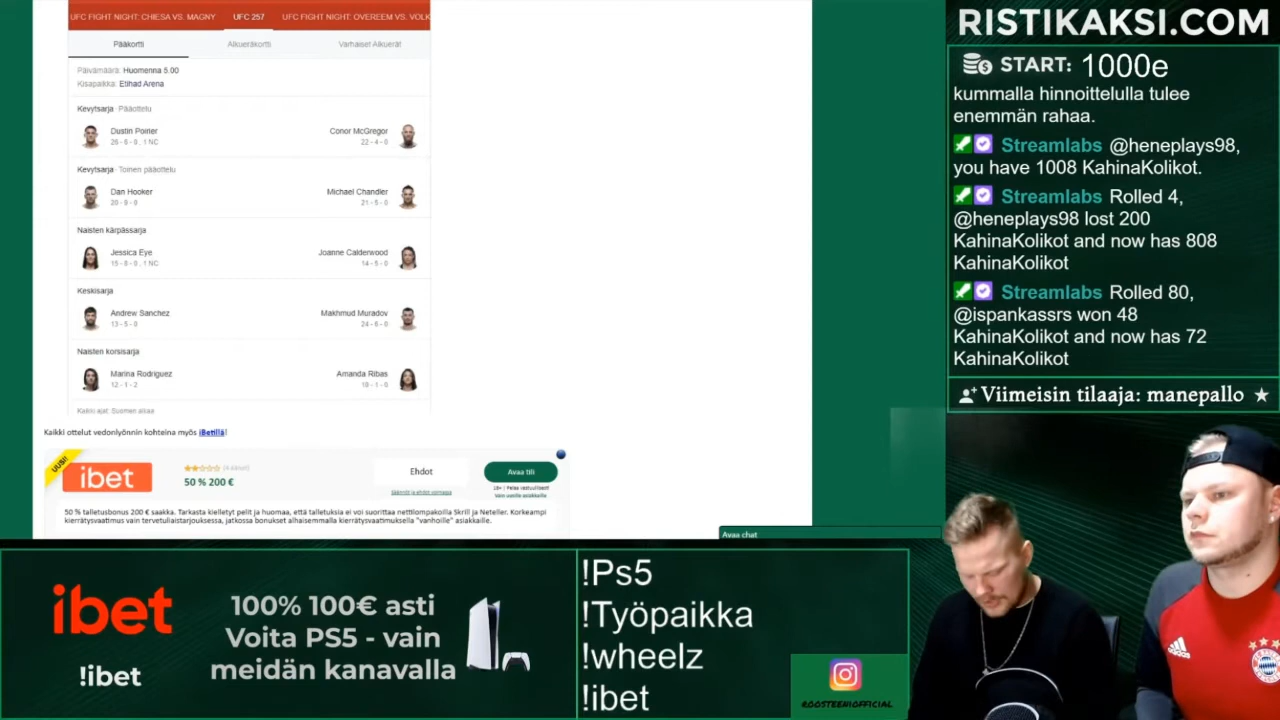 UFC FIGHT NIGHT: CHIESA VS. MAGNY
UFC 257
UFC FIGHT NIGHT: OVEREEM VS. VOLK
Pääkortti
Alkueräkortti
Varhaiset Alkuerät
Päivämäärä: Huomenna 5.00
Kisapaikka: Etihad Arena
Kevytsarja · Pääottelu
Dustin Poirier
26 - 6 - 0 , 1 NC
Conor McGregor
22 - 4 - 0
Kevytsarja · Toinen pääottelu
Dan Hooker
20 - 9 - 0
Michael Chandler
21 - 5 - 0
Naisten kärpässarja
Jessica Eye
15 - 8 - 0 , 1 NC
Joanne Calderwood
14 - 5 - 0
Keskisarja
Andrew Sanchez
13 - 5 - 0
Makhmud Muradov
24 - 6 - 0
Naisten korsisarja
Marina Rodriguez
12 - 1 - 2
Amanda Ribas
10 - 1 - 0
Kaikki ajat: Suomen aikaa
Kaikki ottelut vedonlyönnin kohteina myös iBetillä!
UUSI!
ibet
50 % 200 €
Ehdot
Avaa tili
18+ | Pelaa vastuullisesti
Vain uusille asiakkaille
50 % talletusbonus 200 € saakka. Tarkasta kielletyt pelit ja huomaa, että talletuksia ei voi suorittaa nettilompakoilla Skrill ja Neteller. Korkeampi
kierrätysvaatimus vain tervetuliaistarjouksessa, jatkossa bonukset alhaisemmalla kierrätysvaatimuksella "vanhoille" asiakkaille.
Avaa chat
RISTIKAKSI.COM
START: 1000e
kummalla hinnoittelulla tulee
enemmän rahaa.
Streamlabs @heneplays98,
you have 1008 KahinaKolikot.
Streamlabs Rolled 4,
@heneplays98 lost 200
KahinaKolikot and now has 808
KahinaKolikot
Streamlabs Rolled 80,
@ispankassrs won 48
KahinaKolikot and now has 72
KahinaKolikot
Viimeisin tilaaja: manepallo
ibet
!ibet
100% 100€ asti
Voita PS5 - vain
meidän kanavalla
!Ps5
!Työpaikka
!wheelz
!ibet
@OOSTEENIOFFICIAL